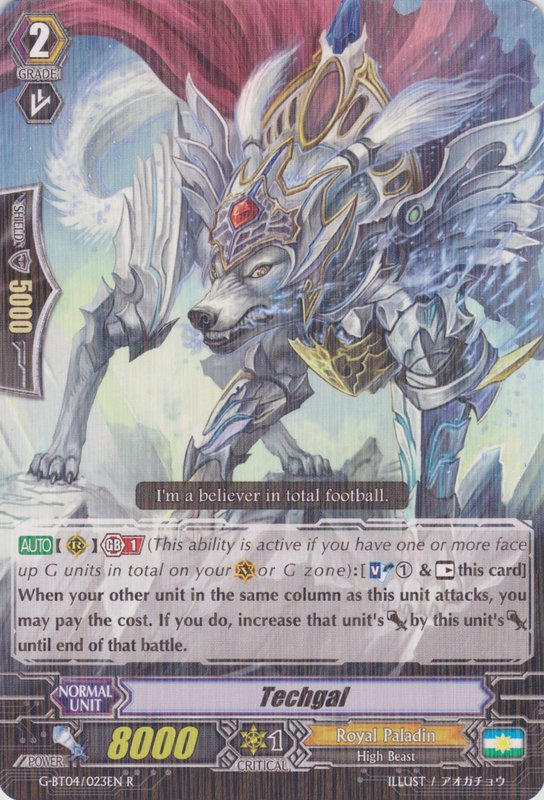 2
GRADE
SHIELD
5000
I'm a believer in total football.
AUTO【 R 】GB 1 (This ability is active if you have one or more face
up G units in total on your V or G zone):[ V ① & this card]
When your other unit in the same column as this unit attacks, you
may pay the cost. If you do, increase that unit's by this unit's
until end of that battle.
NORMAL
UNIT
Techgal
POWER
8000
1
CRITICAL
Royal Paladin
High Beast
G-BT04/023EN R
ILLUST / アオガチョウ